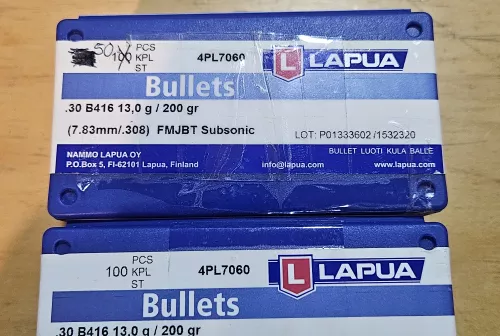 50 PCS
100 KPL
ST
4PL7060
L LAPUA
Bullets
.30 B416 13,0 g / 200 gr
(7.83mm/.308) FMJBT Subsonic
LOT: P01333602 /1532320
NAMMO LAPUA OY
BULLET LUOTI KULA BALLE
P.O.Box 5, FI-62101 Lapua, Finland
info@lapua.com
www.lapua.com
PCS
100 KPL
ST
4PL7060
L LAPUA
Bullets
.30 B416 13,0 g / 200 gr